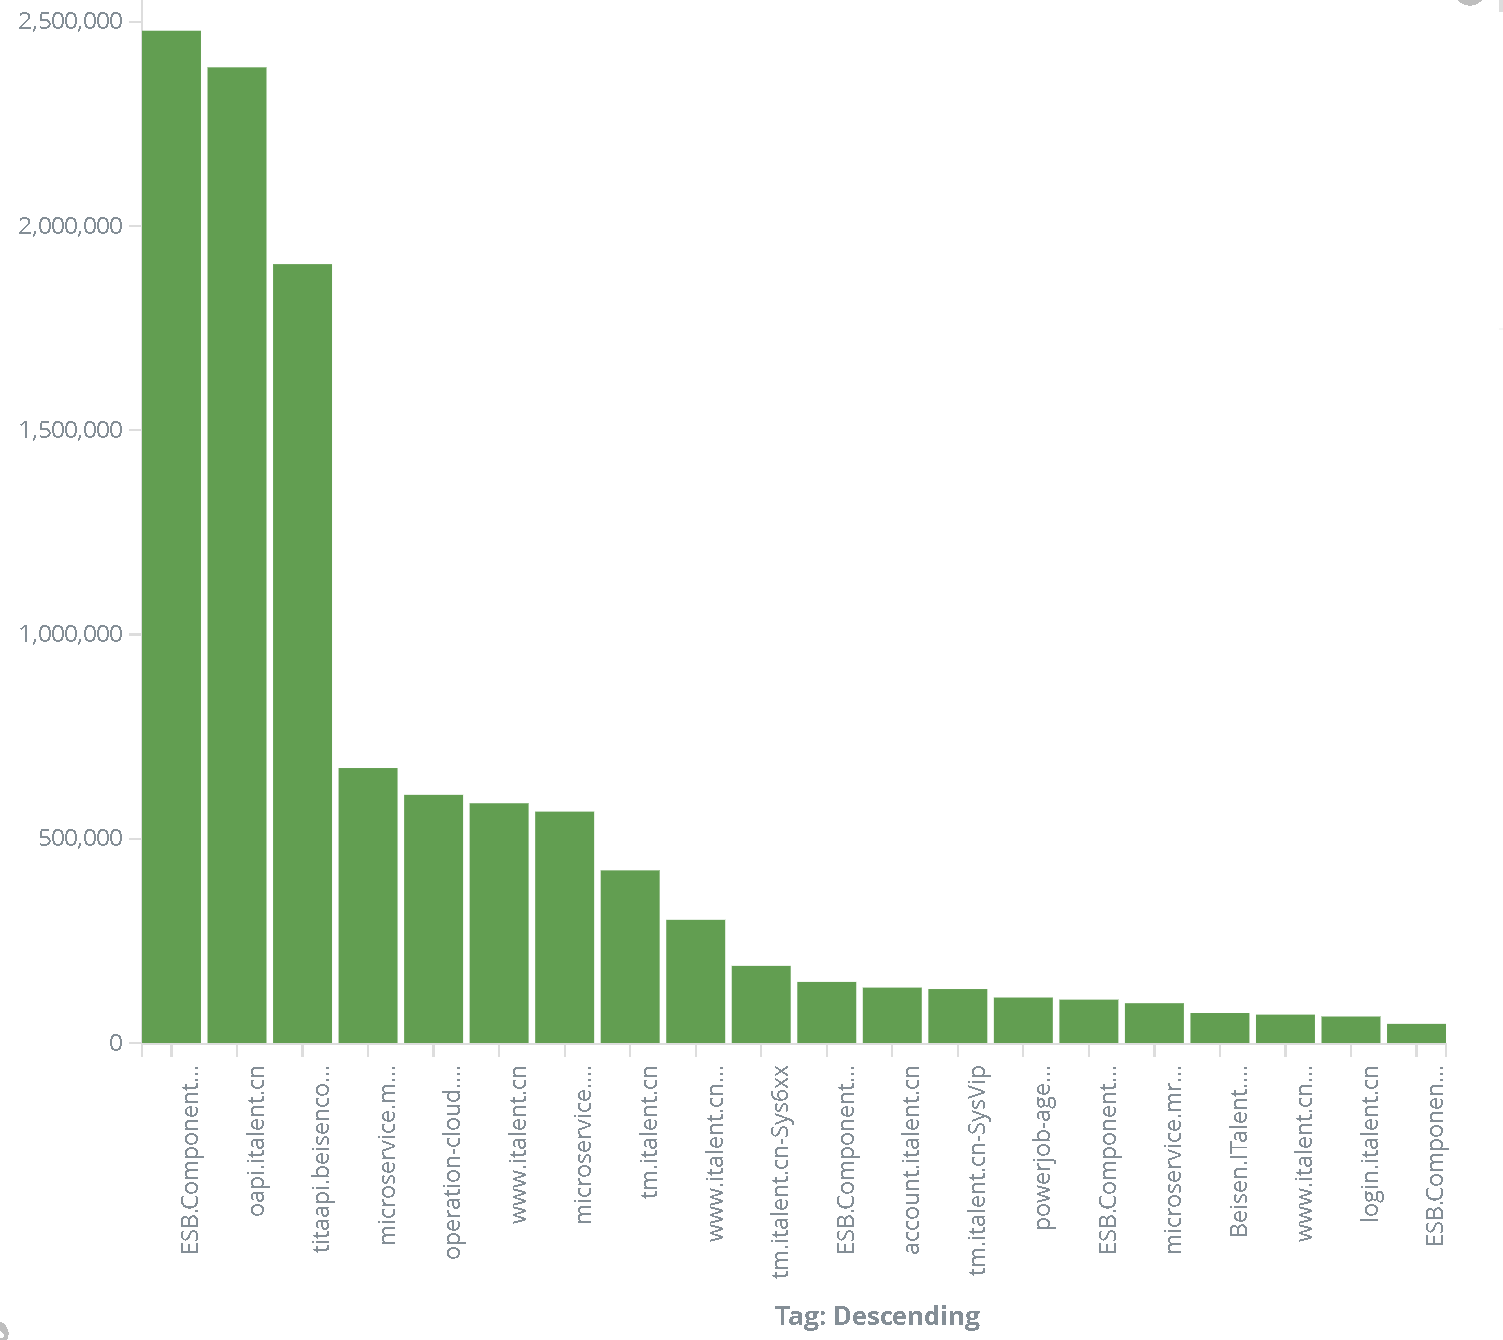 2,500,000
2,000,000
1,500,000
1,000,000
500,000
0
ESB.Component...
oapi.italent.cn
titaapi.beisenco...
microservice.m...
operation-cloud....
www.italent.cn
microservice....
tm.italent.cn
www.italent.cn...
tm.italent.cn-Sys6xx
ESB.Component...
account.italent.cn
tm.italent.cn-SysVip
powerjob-age...
ESB.Component...
microservice.mr...
Beisen.ITalent....
www.italent.cn...
login.italent.cn
ESB.Componen...
Tag: Descending